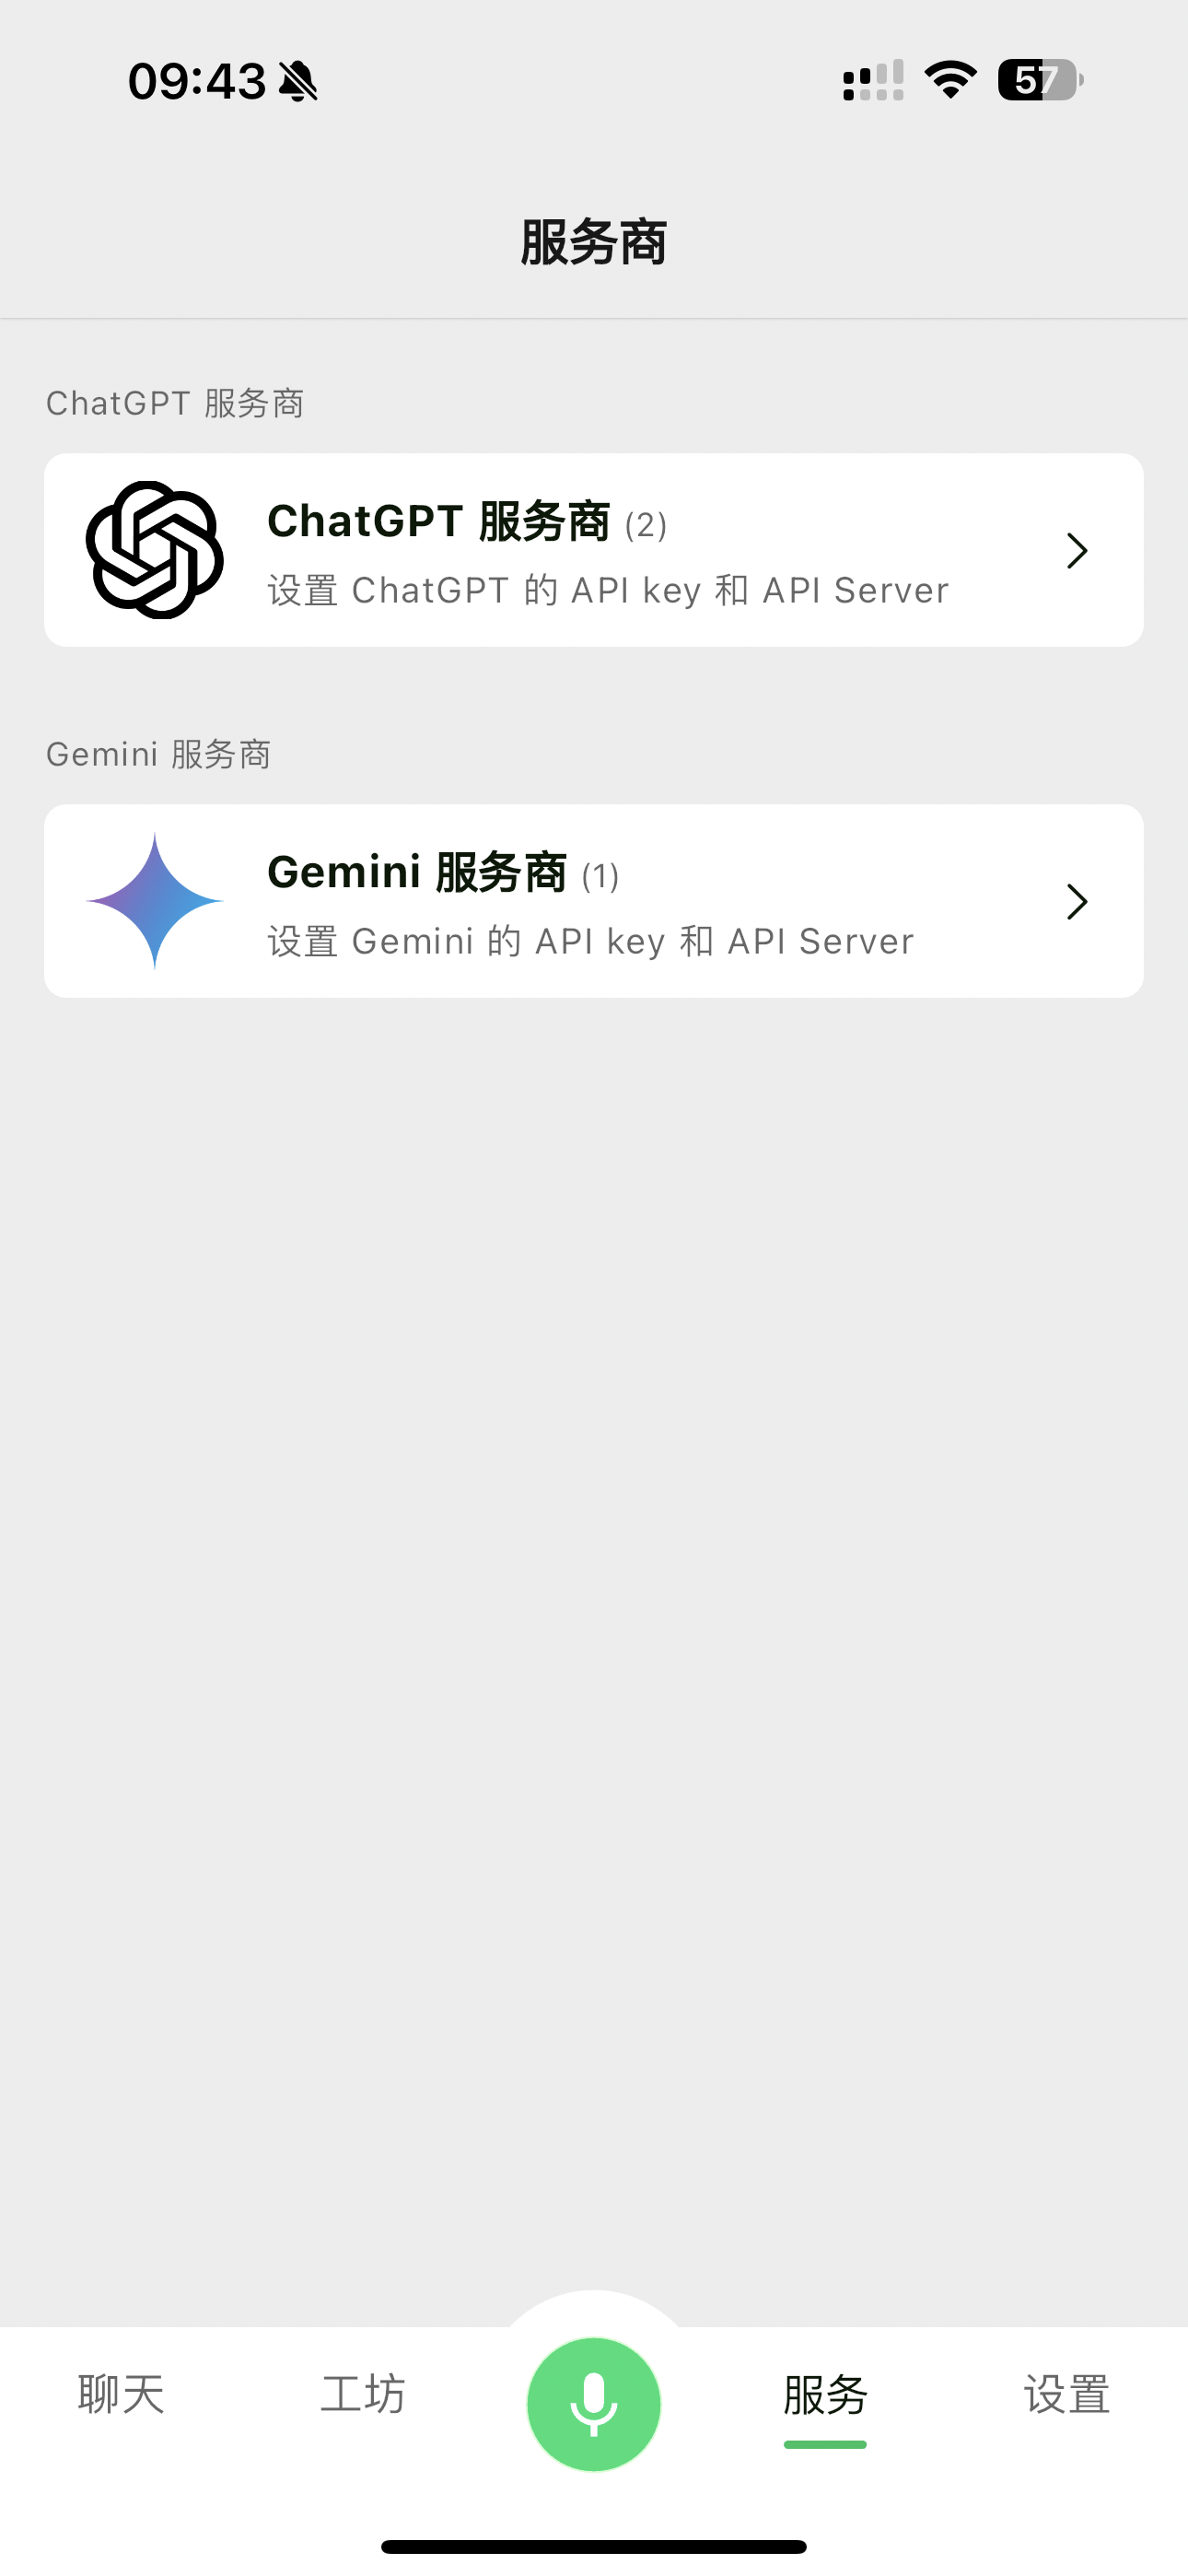 09:43
57
服务商
ChatGPT 服务商
ChatGPT 服务商 (2)
设置 ChatGPT 的 API key 和 API Server
Gemini 服务商
Gemini 服务商 (1)
设置 Gemini 的 API key 和 API Server
聊天 工坊 服务 设置